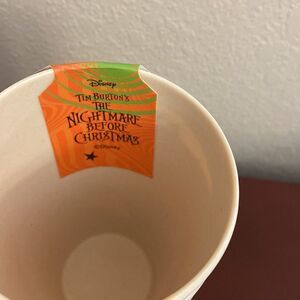 Disney
TIM BURTON'S
THE
NIGHTMARE
BEFORE
CHRISTMAS
©Disney